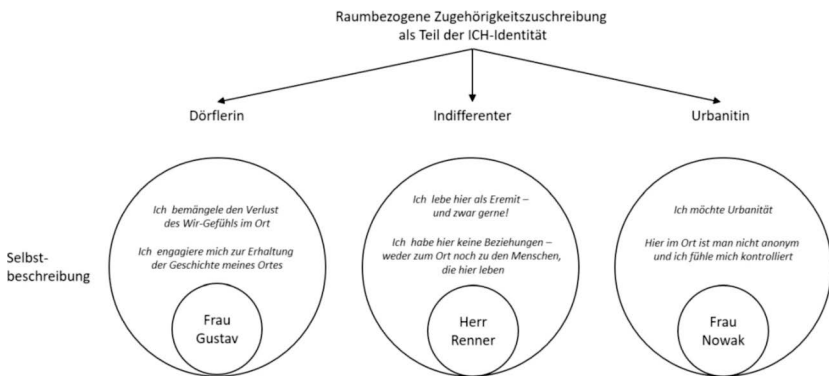 Raumbezogene Zugehörigkeitszuschreibung
als Teil der ICH-Identität
Dörflerin
Indifferenter
Urbanitin
Selbst-
beschreibung
Ich bemängele den Verlust
des Wir-Gefühls im Ort
Ich engagiere mich zur Erhaltung
der Geschichte meines Ortes
Frau
Gustav
Ich lebe hier als Eremit –
und zwar gerne!
Ich habe hier keine Beziehungen –
weder zum Ort noch zu den Menschen,
die hier leben
Herr
Renner
Ich möchte Urbanität
Hier im Ort ist man nicht anonym
und ich fühle mich kontrolliert
Frau
Nowak